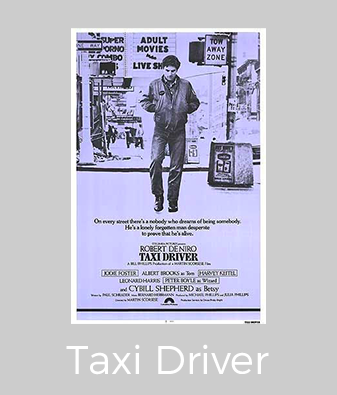 SUPER
PORNO
COMBO
ADULT
MOVIES
LIVE
TOW
AWAY
ZONE
On every street there's a nobody who dreams of being somebody.
He's a lonely forgotten man desperate
to prove that he's alive.
ROBERT DE NIRO
TAXI DRIVER
JODIE FOSTER ALBERT BROOKS as Tom HARVEY KEITEL
LEONARD HARRIS PETER BOYLE as Wizard
and CYBILL SHEPHERD as Betsy
Taxi Driver